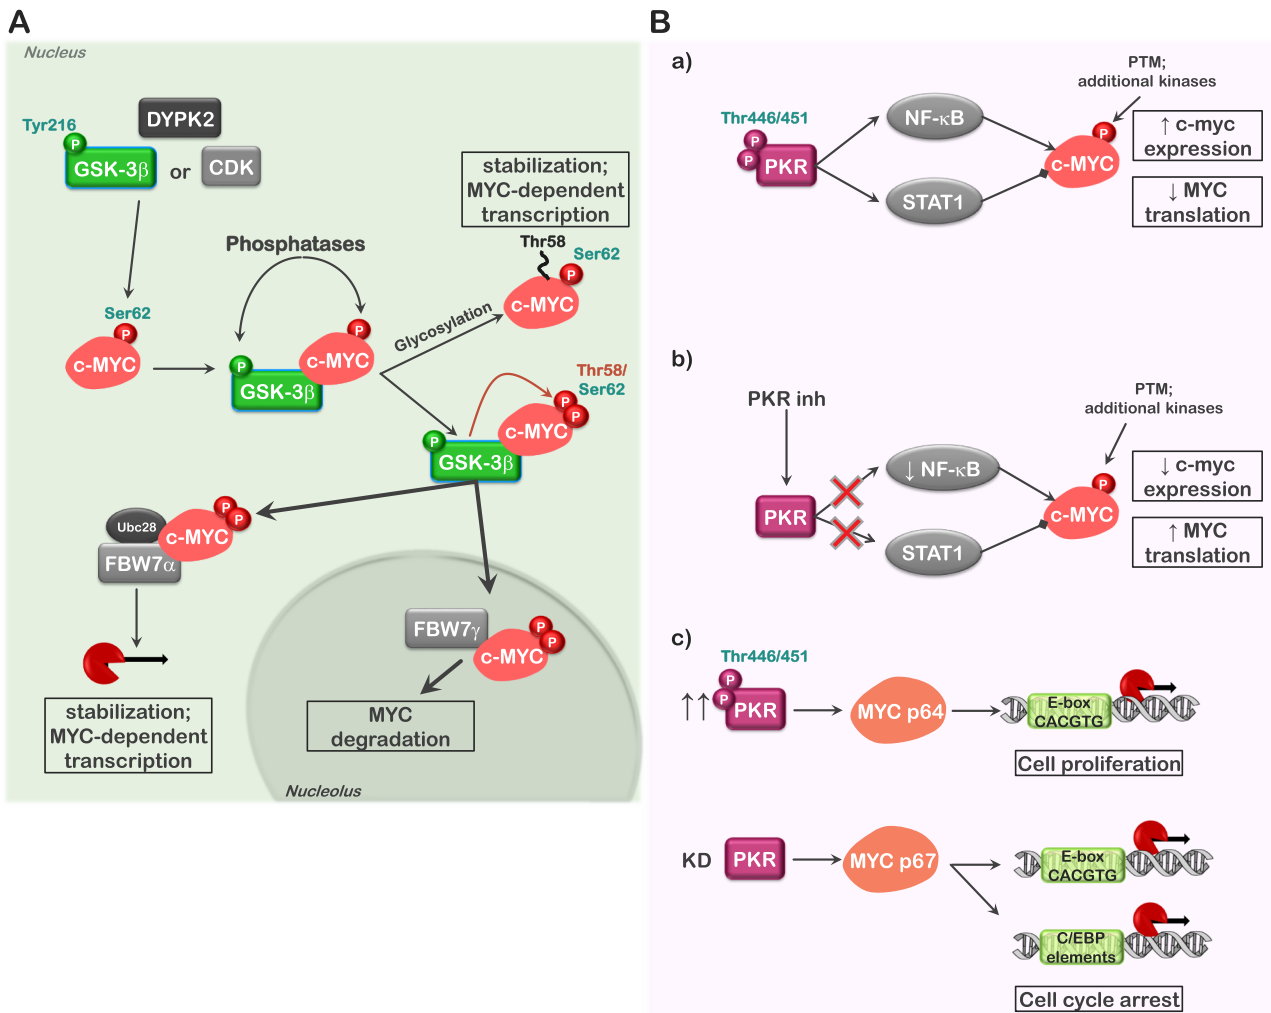 A
Nucleus
DYPK2
Tyr216
P
GSK-3β
or
CDK
stabilization;
MYC-dependent
transcription
Phosphatases
Thr58
Ser62
P
c-MYC
Ser62
P
c-MYC
P
GSK-3β
P
c-MYC
Glycosylation
Thr58/
Ser62
P
P
c-MYC
P
GSK-3β
P
P
c-MYC
Ubc28
FBW7α
FBW7γ
P
P
c-MYC
stabilization;
MYC-dependent
transcription
MYC
degradation
Nucleolus
B
a)
PTM;
additional kinases
Thr446/451
P
P
PKR
NF-κB
STAT1
P
c-MYC
↑ c-myc
expression
↓ MYC
translation
b)
PKR inh
PTM;
additional kinases
PKR
↓ NF-κB
STAT1
P
c-MYC
↓ c-myc
expression
↑ MYC
translation
c)
Thr446/451
↑↑
P
P
PKR
MYC p64
E-box
CACGTG
Cell proliferation
KD
PKR
MYC p67
E-box
CACGTG
C/EBP
elements
Cell cycle arrest